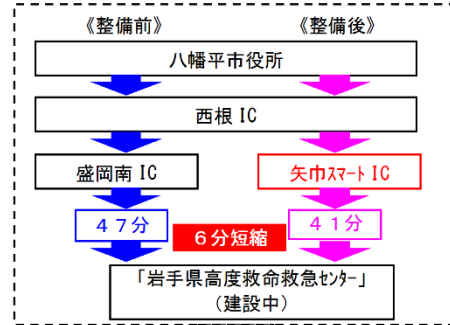 《整備前》 《整備後》
八幡平市役所
西根 IC
盛岡南 IC 矢巾ｽﾏｰﾄ IC
４７分 ６分短縮 ４１分
「岩手県高度救命救急ｾﾝﾀｰ」
（建設中）